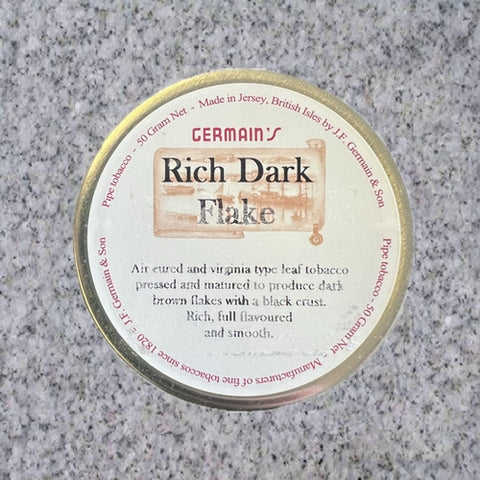 Pipe tobacco - 50 Gram Net - Made in Jersey, British Isles by J.F. Germain & Son
GERMAIN'S
Rich Dark
Flake
Air cured and virginia type leaf tobacco
pressed and matured to produce dark
brown flakes with a black crust.
Rich, full flavoured
and smooth.
Pipe tobacco - 50 Gram Net - Manufacturers of fine tobaccos since 1820 - J.F. Germain & Son